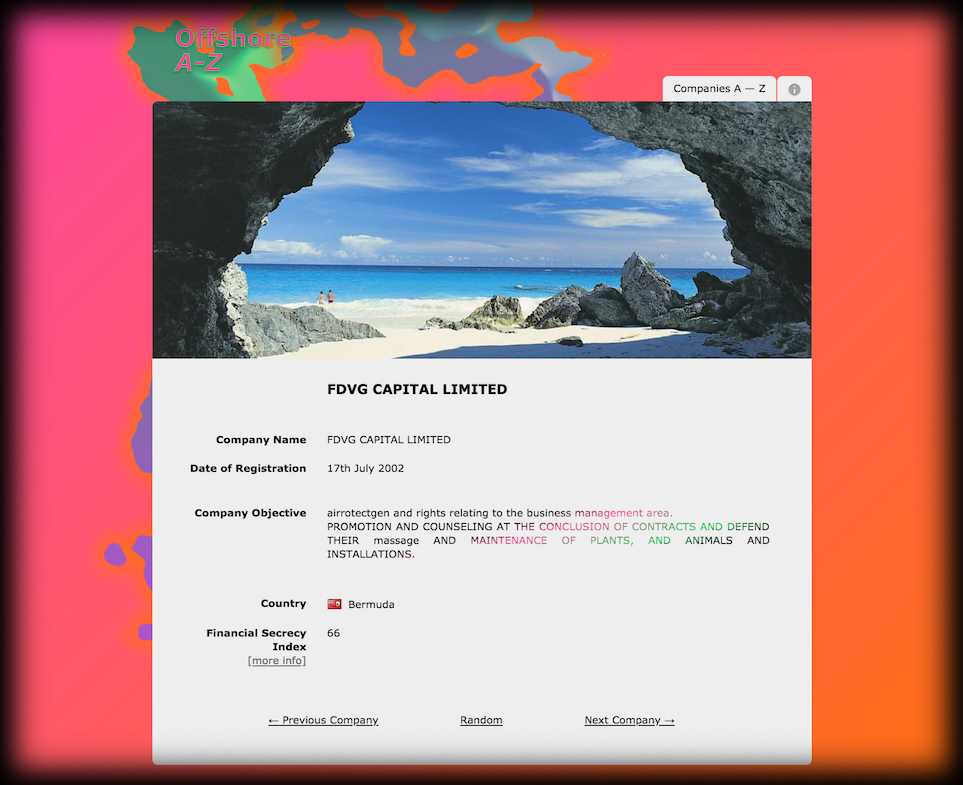 Offshore
A-Z
Companies A — Z
FDVG CAPITAL LIMITED
Company Name FDVG CAPITAL LIMITED
Date of Registration 17th July 2002
Company Objective airrotectgen and rights relating to the business management area.
PROMOTION AND COUNSELING AT THE CONCLUSION OF CONTRACTS AND DEFEND
THEIR massage AND MAINTENANCE OF PLANTS, AND ANIMALS AND
INSTALLATIONS.
Country Bermuda
Financial Secrecy 66
Index
[more info]
← Previous Company Random Next Company →